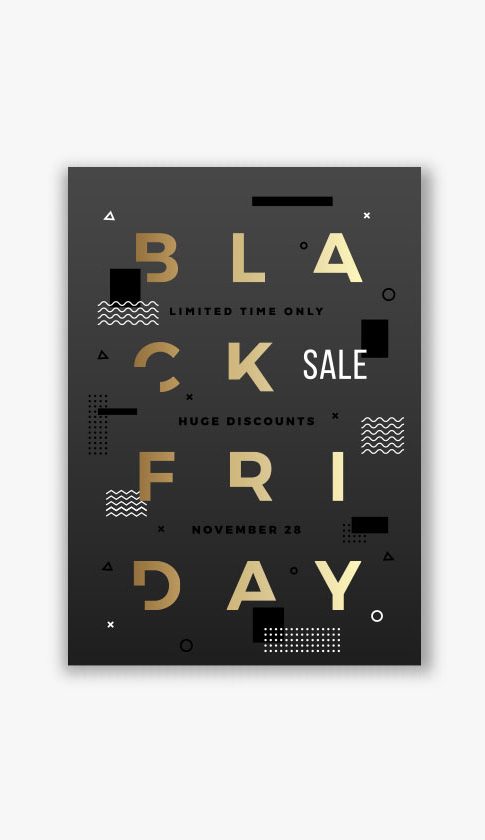 B L A
LIMITED TIME ONLY
C K SALE
HUGE DISCOUNTS
F R I
NOVEMBER 28
D A Y